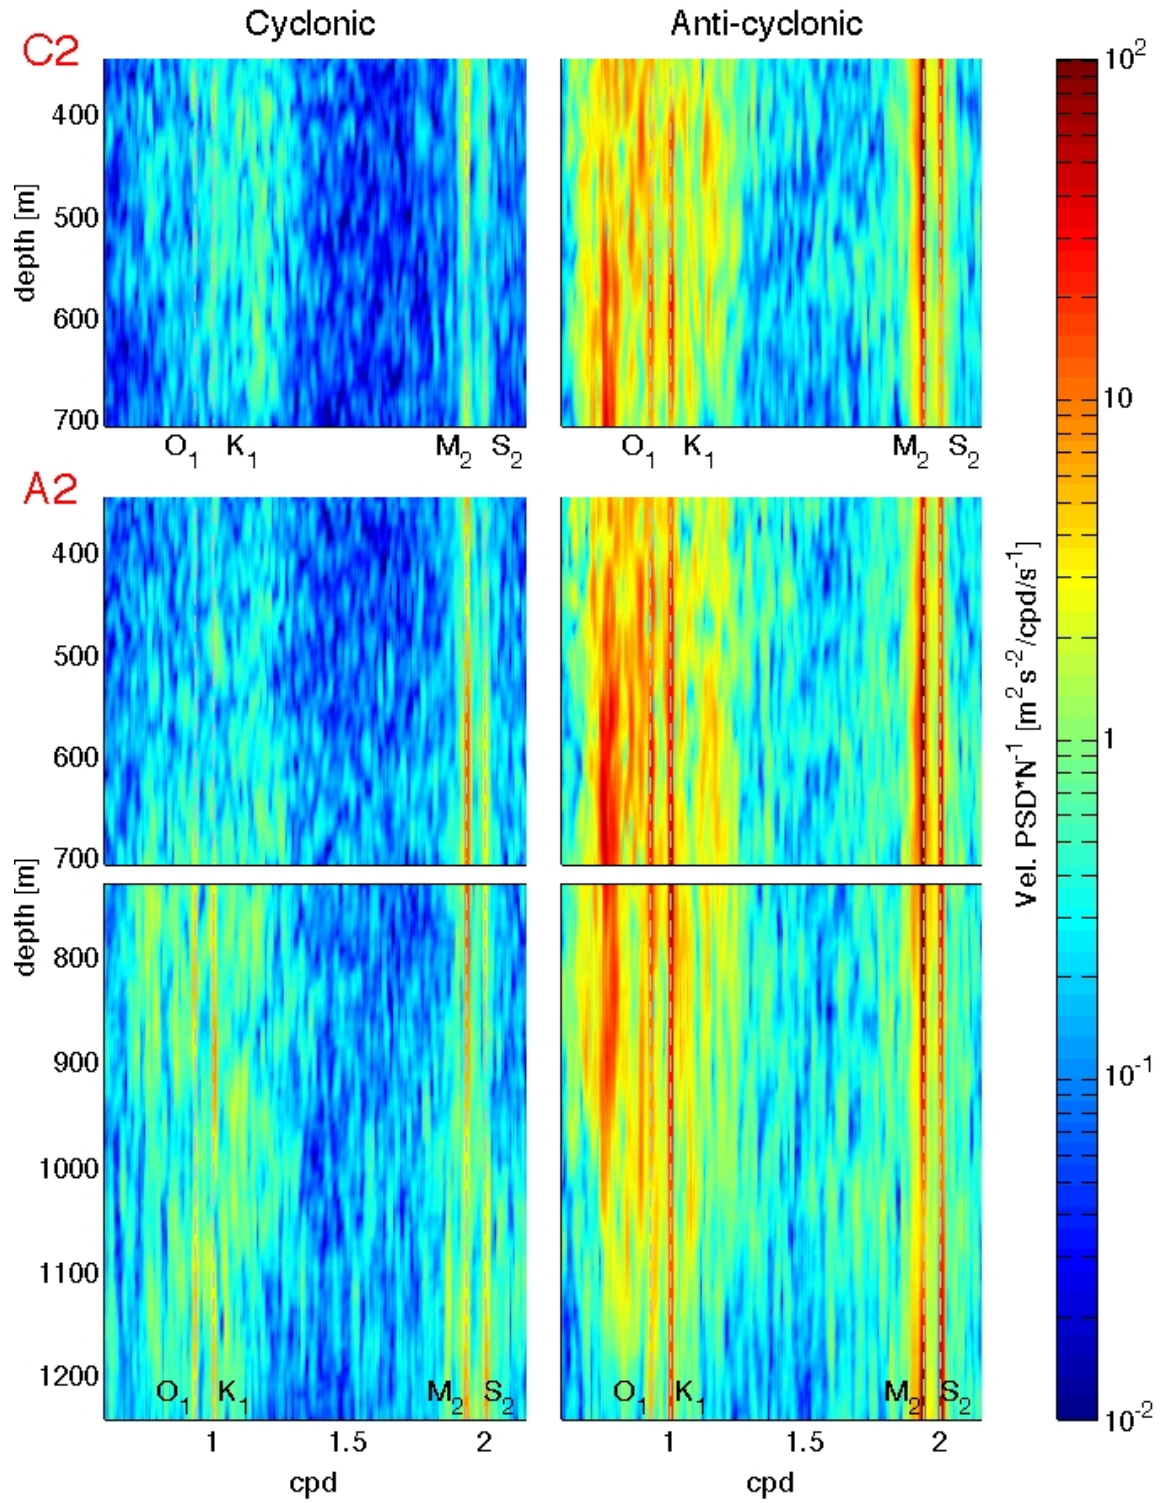 Cyclonic Anti-cyclonic
C2
400
500
600
700
depth [m]
O1 K1 M2 S2
O1 K1 M2 S2
A2
400
500
600
700
depth [m]
800
900
1000
1100
1200
O1 K1 M2 S2
O1 K1 M2 S2
1 1.5 2
1 1.5 2
cpd cpd
10^2
10
1
10^-1
10^-2
Vel. PSD*N^-1 [m^2 s^-2/cpd/s^-1]